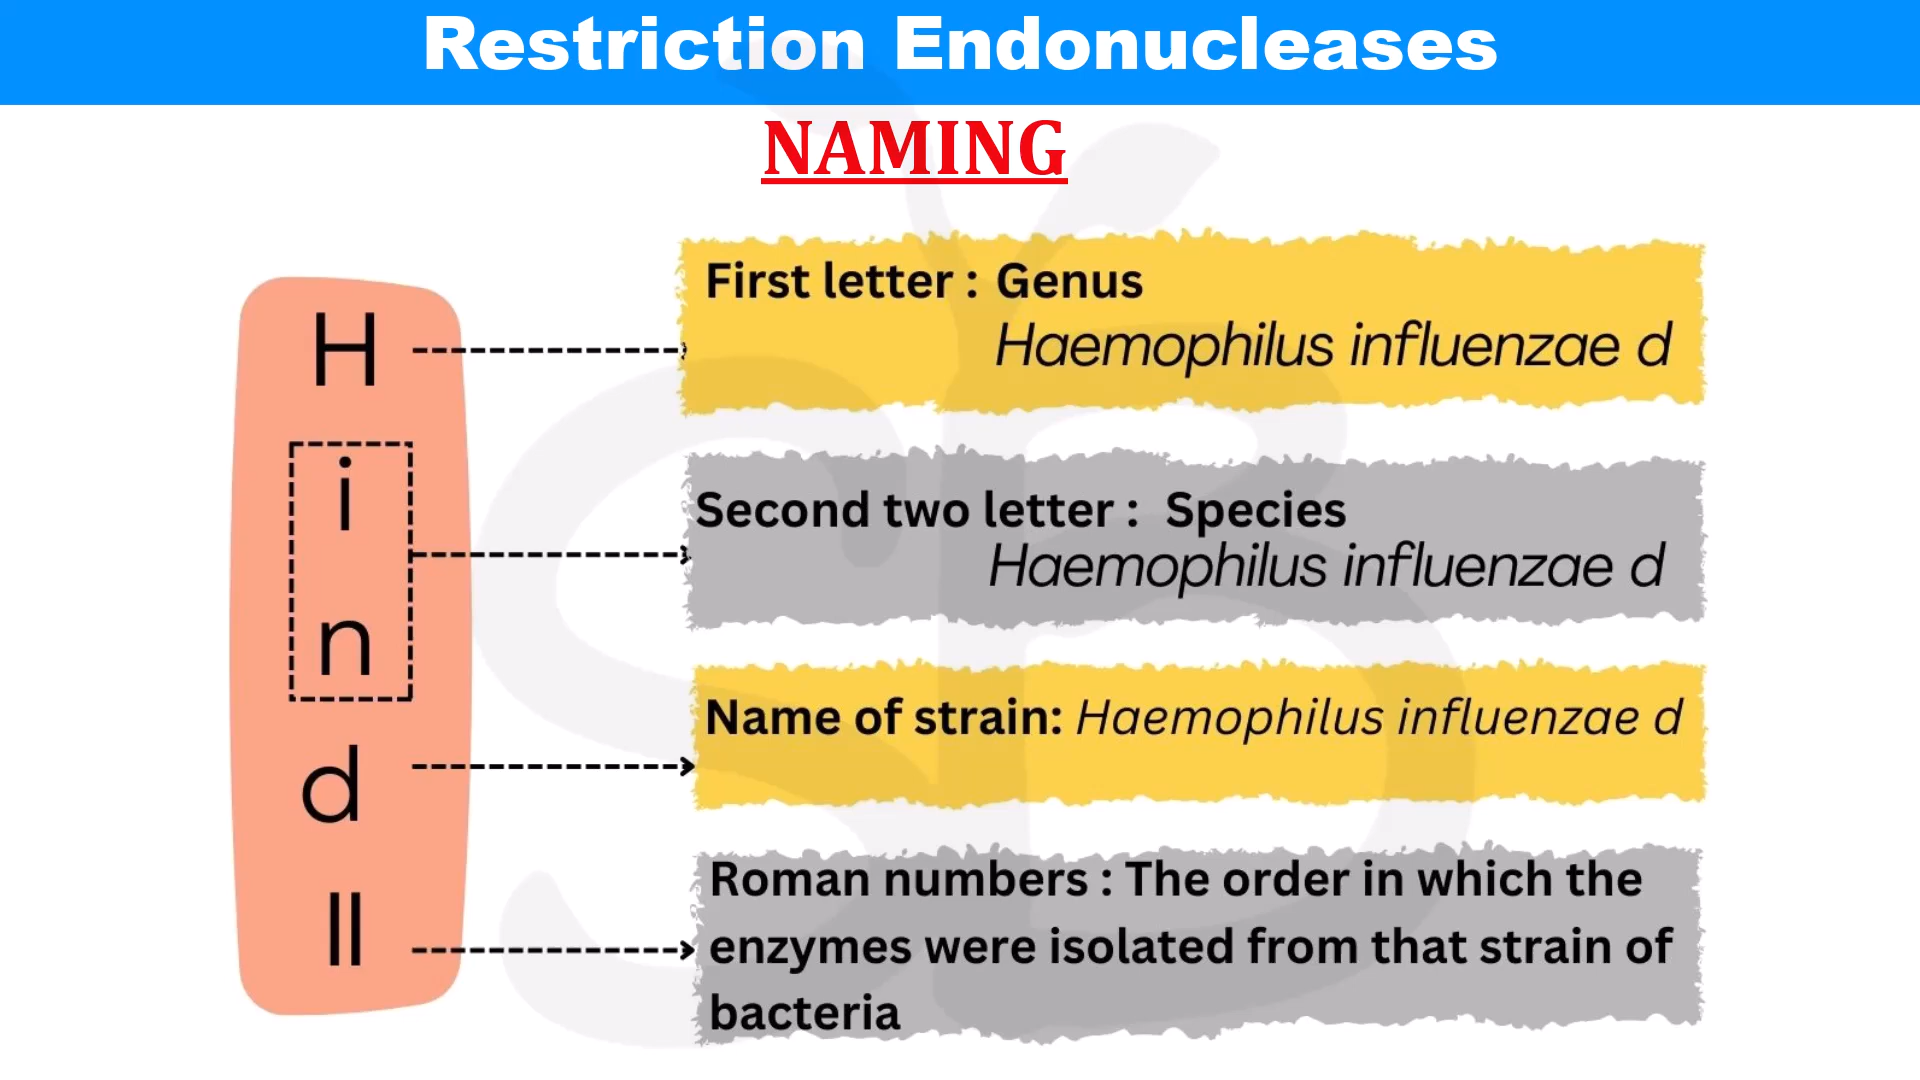 Restriction Endonucleases
NAMING
H
First letter : Genus
Haemophilus influenzae d
i
n
Second two letter : Species
Haemophilus influenzae d
d
Name of strain: Haemophilus influenzae d
II
Roman numbers : The order in which the
enzymes were isolated from that strain of
bacteria
SB